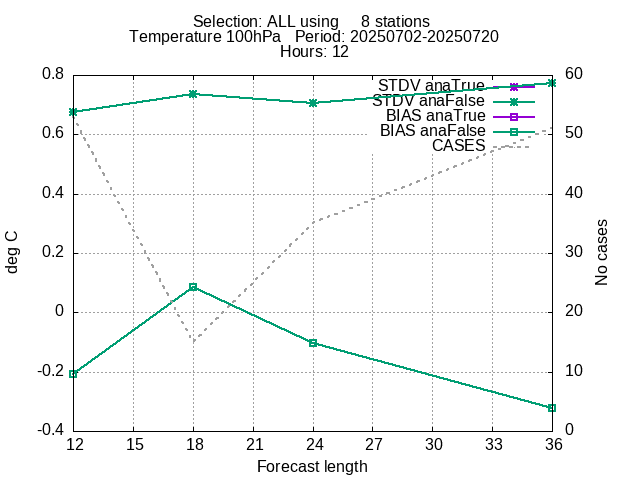 Selection: ALL using     8 stations
Temperature 100hPa   Period: 20250702-20250720
Hours: 12
0.8
0.6
0.4
0.2
0
-0.2
-0.4
deg C
STDV anaTrue
STDV anaFalse
BIAS anaTrue
BIAS anaFalse
CASES
60
50
40
30
20
10
0
No cases
12 15 18 21 24 27 30 33 36
Forecast length